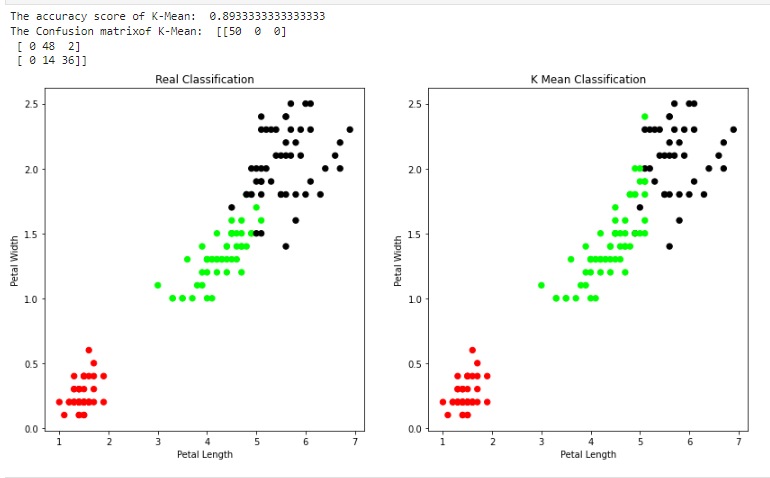 The accuracy score of K-Mean:  0.8933333333333333
The Confusion matrixof K-Mean:  [[50  0  0]
 [ 0 48  2]
 [ 0 14 36]]
Real Classification
K Mean Classification
2.5
2.0
1.5
1.0
0.5
0.0
Petal Width
1 2 3 4 5 6 7
Petal Length
2.5
2.0
1.5
1.0
0.5
0.0
Petal Width
1 2 3 4 5 6 7
Petal Length